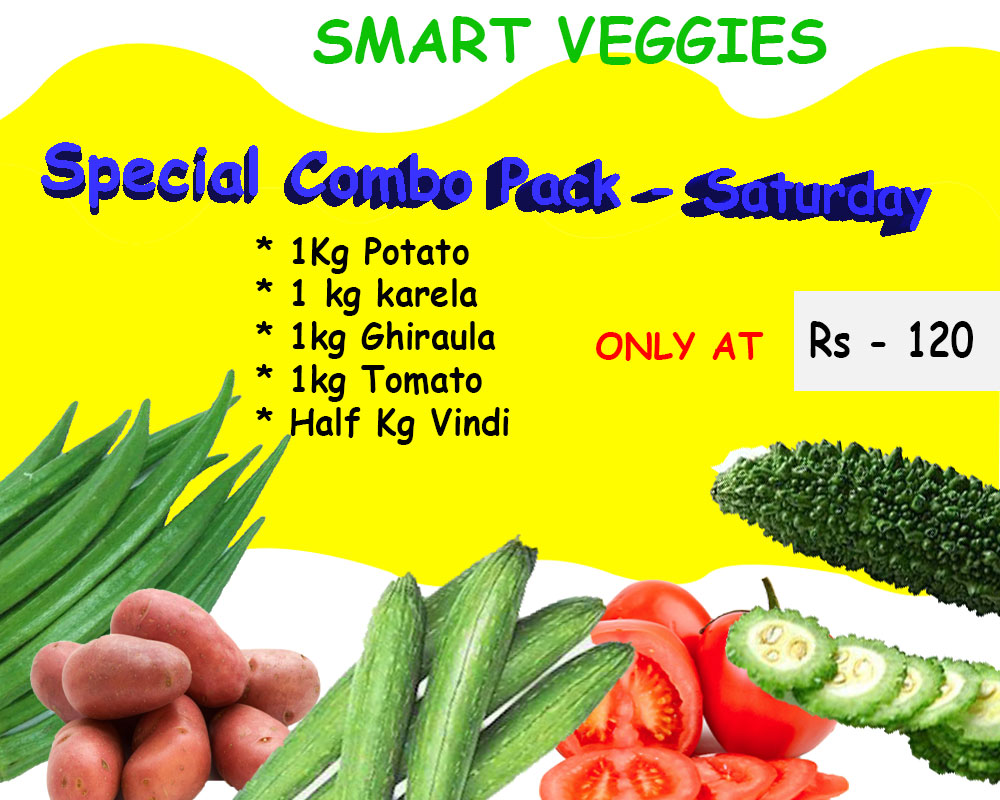 SMART VEGGIES
Special Combo Pack - Saturday
* 1Kg Potato
* 1 kg karela
* 1kg Ghiraula
* 1kg Tomato
* Half Kg Vindi
ONLY AT
Rs - 120